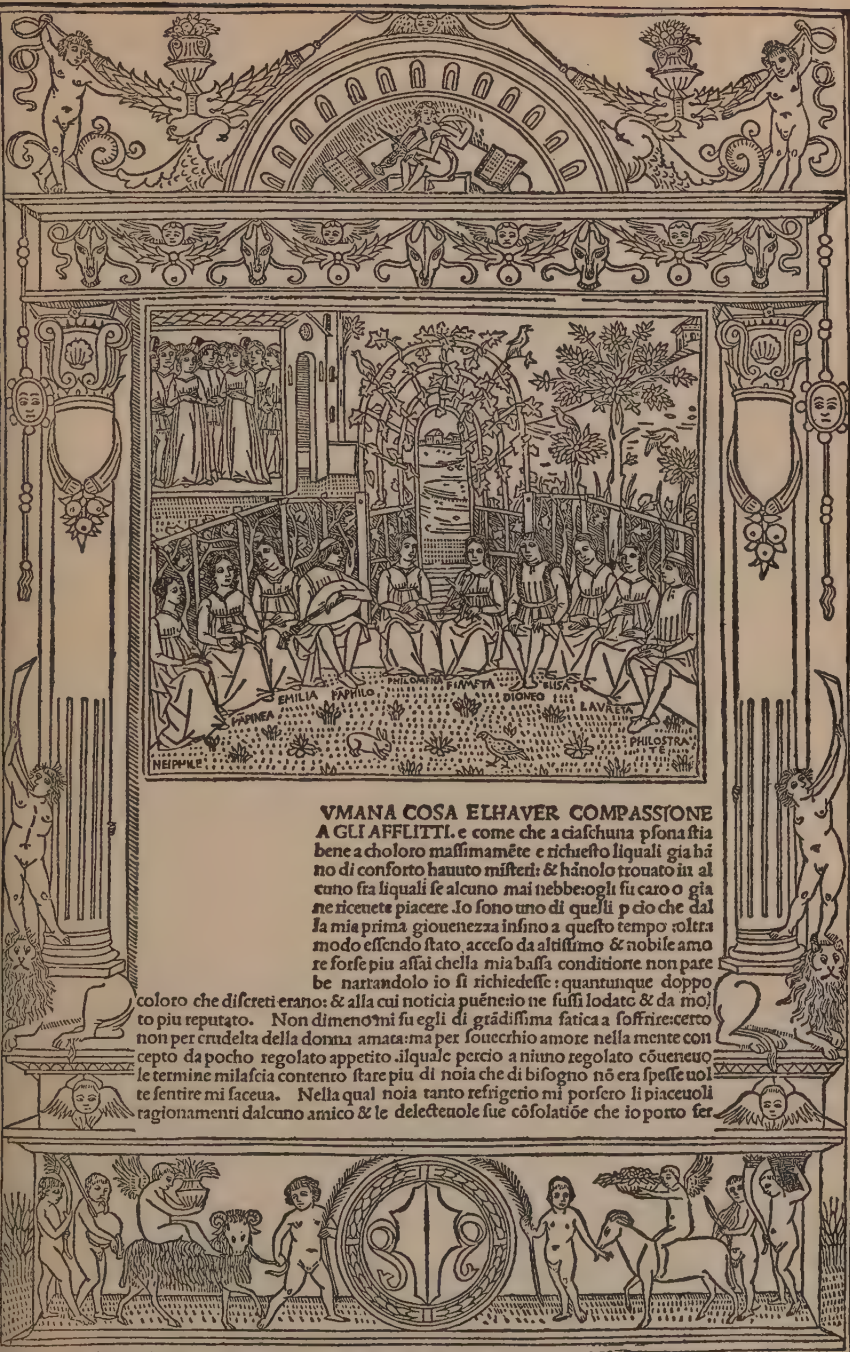 NEIPHILE
PAPINEA
EMILIA
PAPHILO
PHILOMENA
FIAMETA
DIONEO
ELISA
LAVRETA
PHILOSTRA
TE
VMANA COSA ELHAVER COMPASSIONE
A GLI AFFLITTI. e come che a ciaschuna psona stia
bene a choloro massimamēte e richiesto liquali gia hā
no di conforto hauuto misteri: & hānolo trouato in al
cuno fra liquali se alcuno mai nebbe:ogli fu caro o gia
ne riceuete piacere .Io sono uno di quelli p cio che dal
la mia prima giouenezza insino a questo tempo :oltra
modo essendo stato acceso da altissimo & nobile amo
re forse piu assai chella mia bassa conditione non pare
be narrandolo io si richiedesse : quantunque doppo
coloro che discreti erano: & alla cui noticia puēne:io ne fussi lodato & da mol
to piu reputato. Non dimeno mi fu egli di grādissima fatica a soffrire:certo
non per crudelta della donna amata:ma per souerchio amore nella mente con
cepto da pocho regolato appetito .ilquale percio a niuno regolato cōueneuo
le termine milascia contento stare piu di noia che di bisogno nō era spesse uol
te sentire mi faceua. Nella qual noia tanto refrigerio mi porsero li piaceuoli
ragionamenti dalcuno amico & le delecteuole sue cōsolatiōe che io porto fer